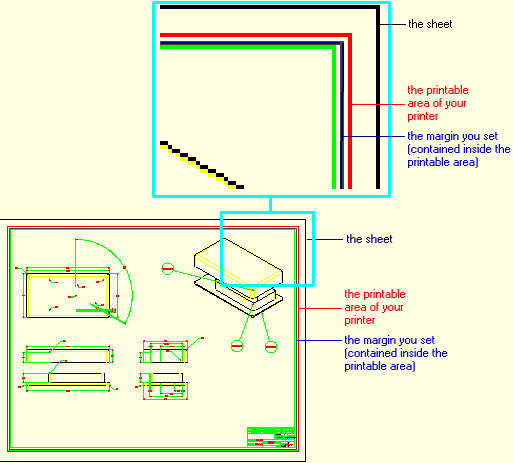 the sheet
the printable
area of your
printer
the margin you set
(contained inside the
printable area)
the sheet
the printable
area of your
printer
the margin you set
(contained inside the
printable area)